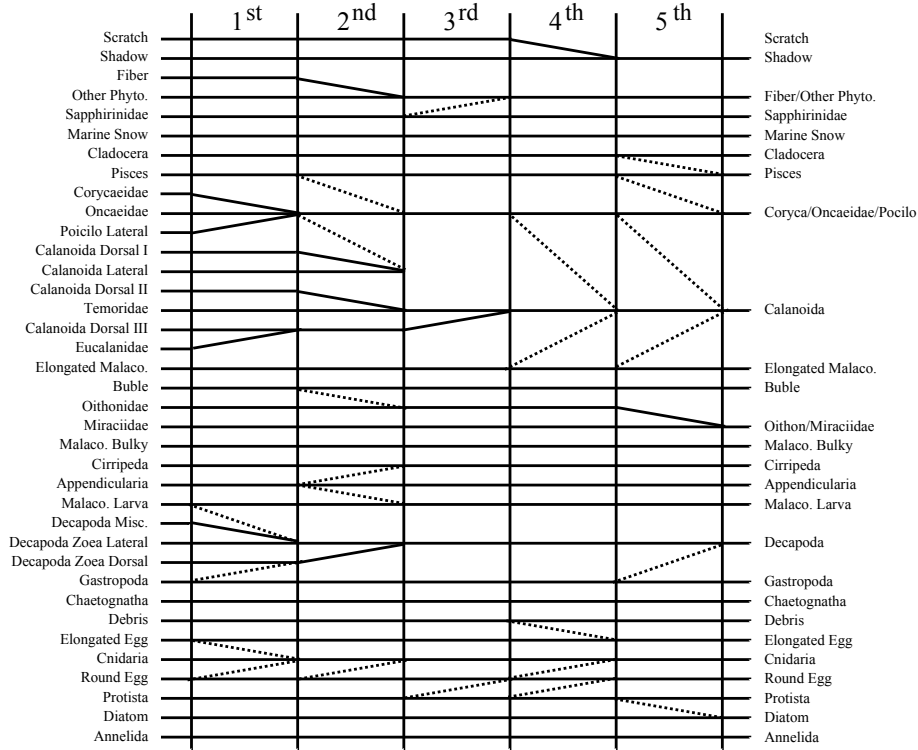 1st 2nd 3rd 4th 5th
Scratch Scratch
Shadow Shadow
Fiber
Other Phyto. Fiber/Other Phyto.
Sapphirinidae Sapphirinidae
Marine Snow Marine Snow
Cladocera Cladocera
Pisces Pisces
Corycaeidae
Oncaeidae Coryca/Oncaeidae/Pocilo
Poicilo Lateral
Calanoida Dorsal I
Calanoida Lateral
Calanoida Dorsal II
Temoridae Calanoida
Calanoida Dorsal III
Eucalanidae
Elongated Malaco. Elongated Malaco.
Buble Buble
Oithonidae
Miraciidae Oithon/Miraciidae
Malaco. Bulky Malaco. Bulky
Cirripeda Cirripeda
Appendicularia Appendicularia
Malaco. Larva Malaco. Larva
Decapoda Misc.
Decapoda Zoea Lateral Decapoda
Decapoda Zoea Dorsal
Gastropoda Gastropoda
Chaetognatha Chaetognatha
Debris Debris
Elongated Egg Elongated Egg
Cnidaria Cnidaria
Round Egg Round Egg
Protista Protista
Diatom Diatom
Annelida Annelida